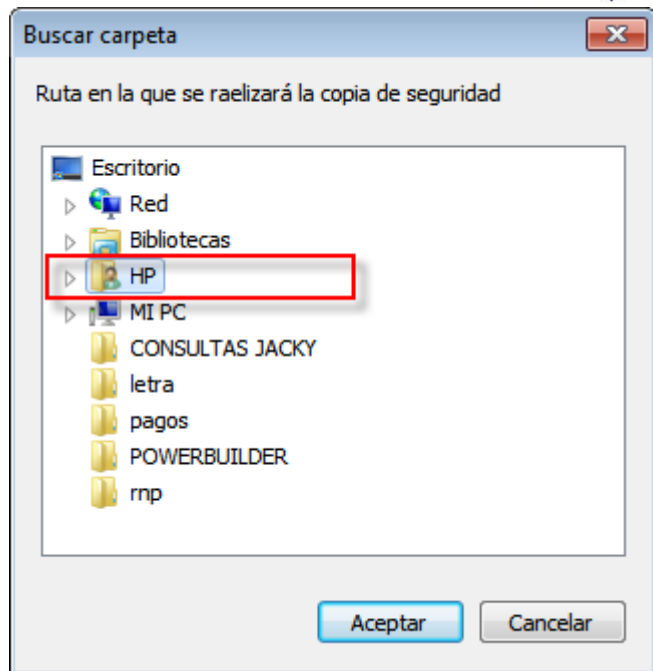 Buscar carpeta
Ruta en la que se raelizará la copia de seguridad
Escritorio
Red
Bibliotecas
HP
MI PC
CONSULTAS JACKY
letra
pagos
POWERBUILDER
rnp
Aceptar Cancelar